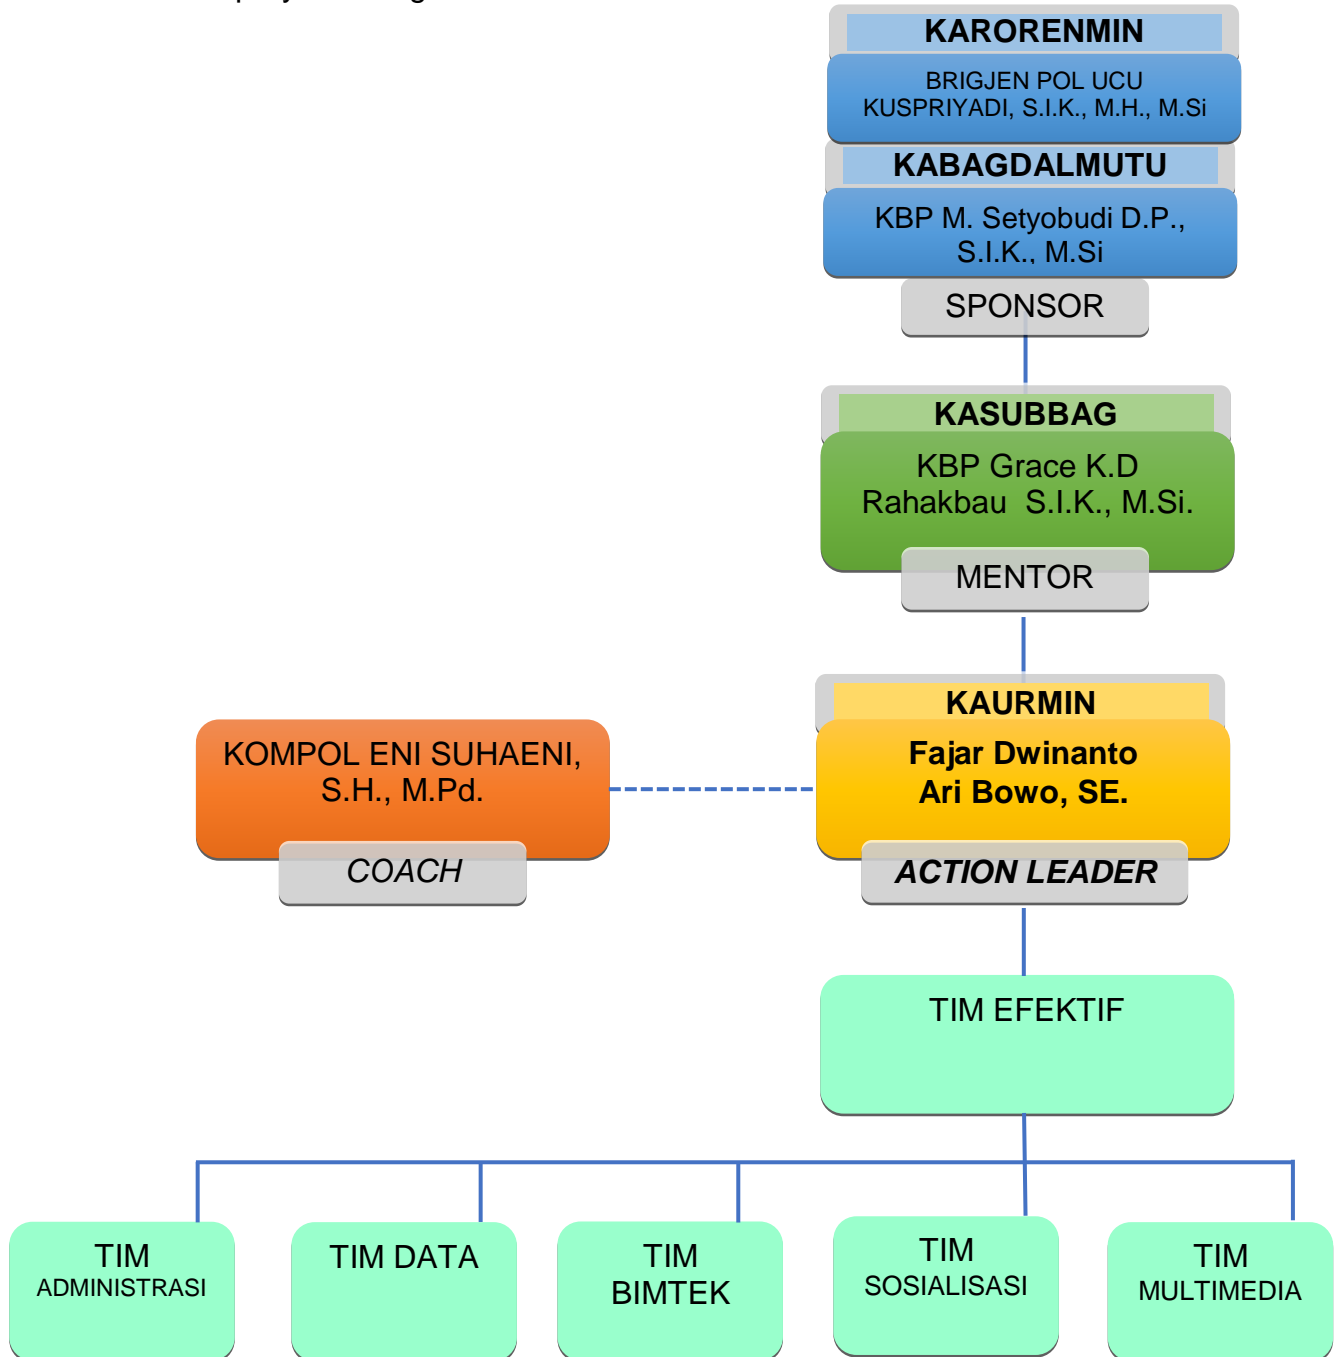 KARORENMIN
BRIGJEN POL UCU
KUSPRIYADI, S.I.K., M.H., M.Si
KABAGDALMUTU
KBP M. Setyobudi D.P.,
S.I.K., M.Si
SPONSOR
KASUBBAG
KBP Grace K.D
Rahakbau S.I.K., M.Si.
MENTOR
KAURMIN
Fajar Dwinanto
Ari Bowo, SE.
ACTION LEADER
KOMPOL ENI SUHAENI,
S.H., M.Pd.
COACH
TIM EFEKTIF
TIM
ADMINISTRASI
TIM DATA
TIM
BIMTEK
TIM
SOSIALISASI
TIM
MULTIMEDIA